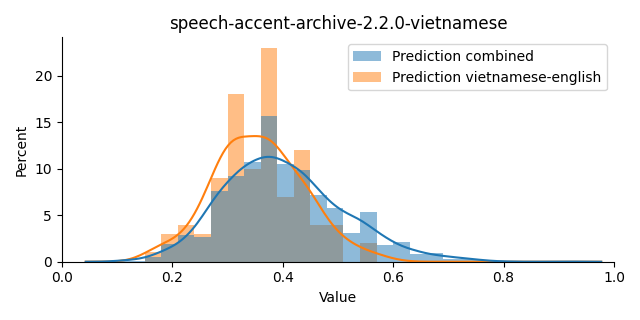 speech-accent-archive-2.2.0-vietnamese
Prediction combined
Prediction vietnamese-english
Percent
20
15
10
5
0
0.0 0.2 0.4 0.6 0.8 1.0
Value